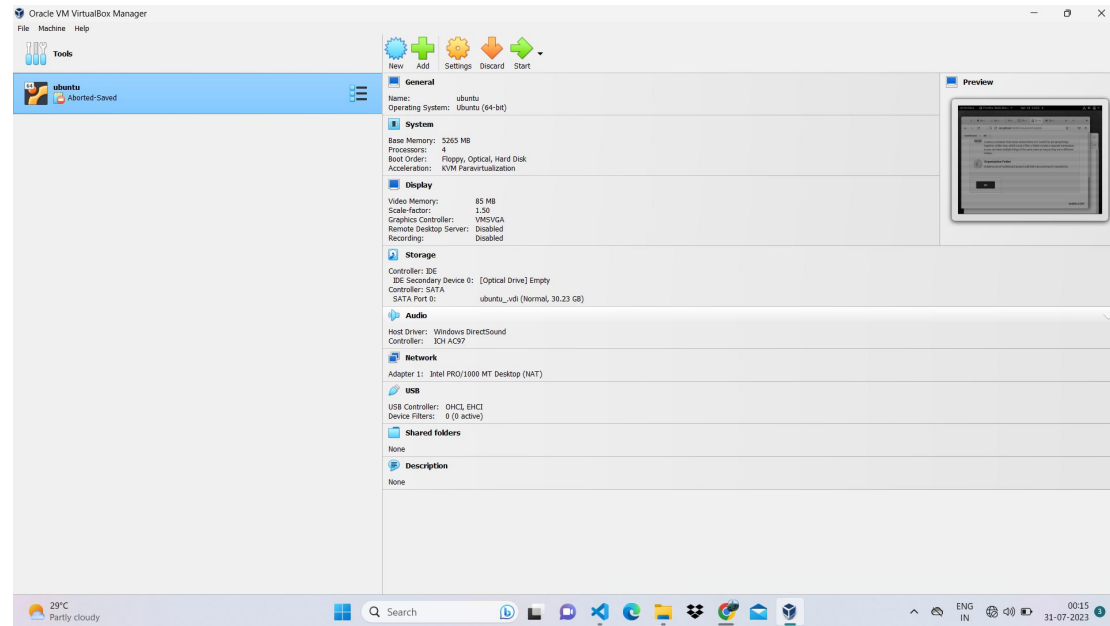 Oracle VM VirtualBox Manager
File Machine Help
Tools
New Add Settings Discard Start
64
ubuntu
Aborted-Saved
General
Name: ubuntu
Operating System: Ubuntu (64-bit)
System
Base Memory: 5265 MB
Processors: 4
Boot Order: Floppy, Optical, Hard Disk
Acceleration: KVM Paravirtualization
Display
Video Memory: 85 MB
Scale-factor: 1.50
Graphics Controller: VMSVGA
Remote Desktop Server: Disabled
Recording: Disabled
Storage
Controller: IDE
IDE Secondary Device 0: [Optical Drive] Empty
Controller: SATA
SATA Port 0: ubuntu_.vdi (Normal, 30.23 GB)
Audio
Host Driver: Windows DirectSound
Controller: ICH AC97
Network
Adapter 1: Intel PRO/1000 MT Desktop (NAT)
USB
USB Controller: OHCI, EHCI
Device Filters: 0 (0 active)
Shared folders
None
Description
None
Preview
29°C
Partly cloudy
Search
ENG
IN
00:15
31-07-2023
3